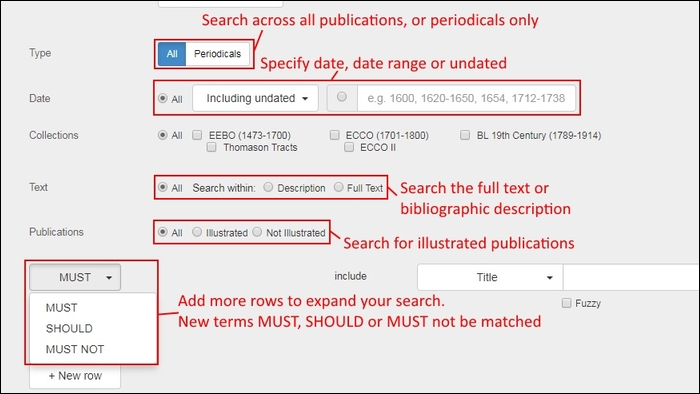 Search across all publications, or periodicals only
Type All Periodicals
Specify date, date range or undated
Date All Including undated e.g. 1600, 1620-1650, 1654, 1712-1738
Collections All EEBO (1473-1700) ECCO (1701-1800) BL 19th Century (1789-1914)
Thomason Tracts ECCO II
Text All Search within: Description Full Text
Search the full text or
bibliographic description
Publications All Illustrated Not Illustrated
Search for illustrated publications
MUST include Title
Fuzzy
MUST
SHOULD
MUST NOT
Add more rows to expand your search.
New terms MUST, SHOULD or MUST not be matched
+ New row